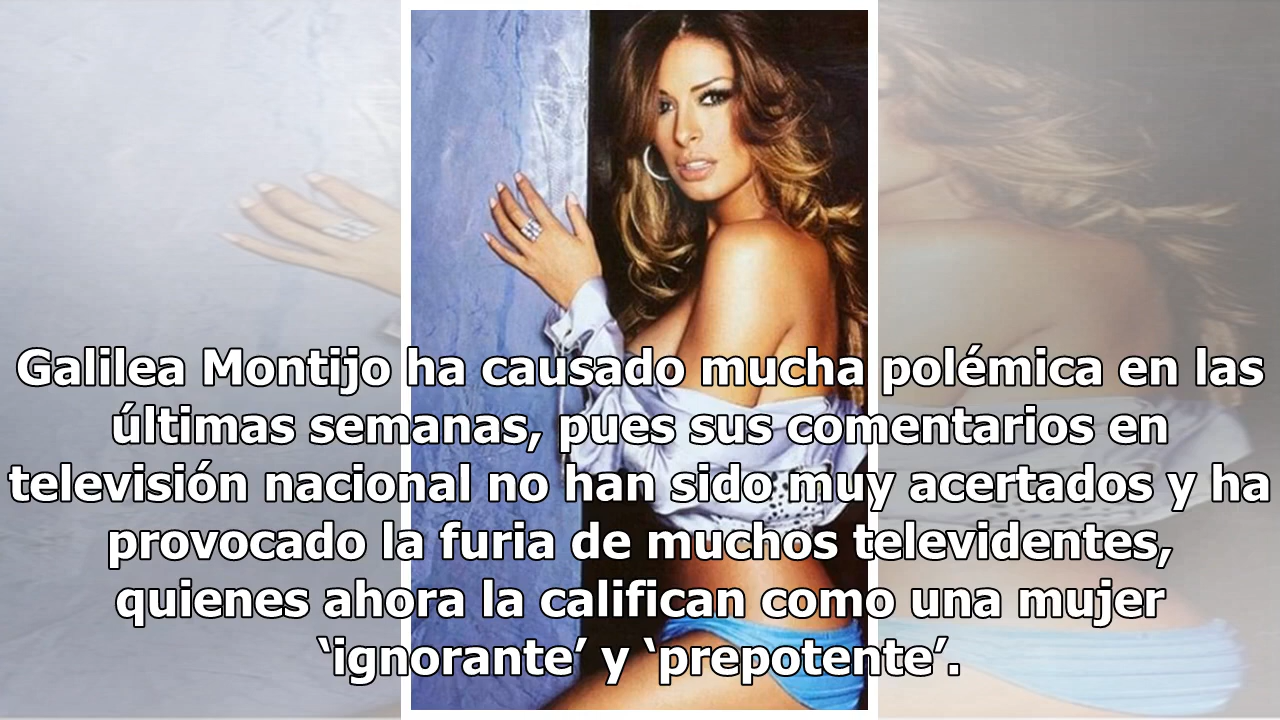 Galilea Montijo ha causado mucha polémica en las
últimas semanas, pues sus comentarios en
televisión nacional no han sido muy acertados y ha
provocado la furia de muchos televidentes,
quienes ahora la califican como una mujer
‘ignorante’ y ‘prepotente’.